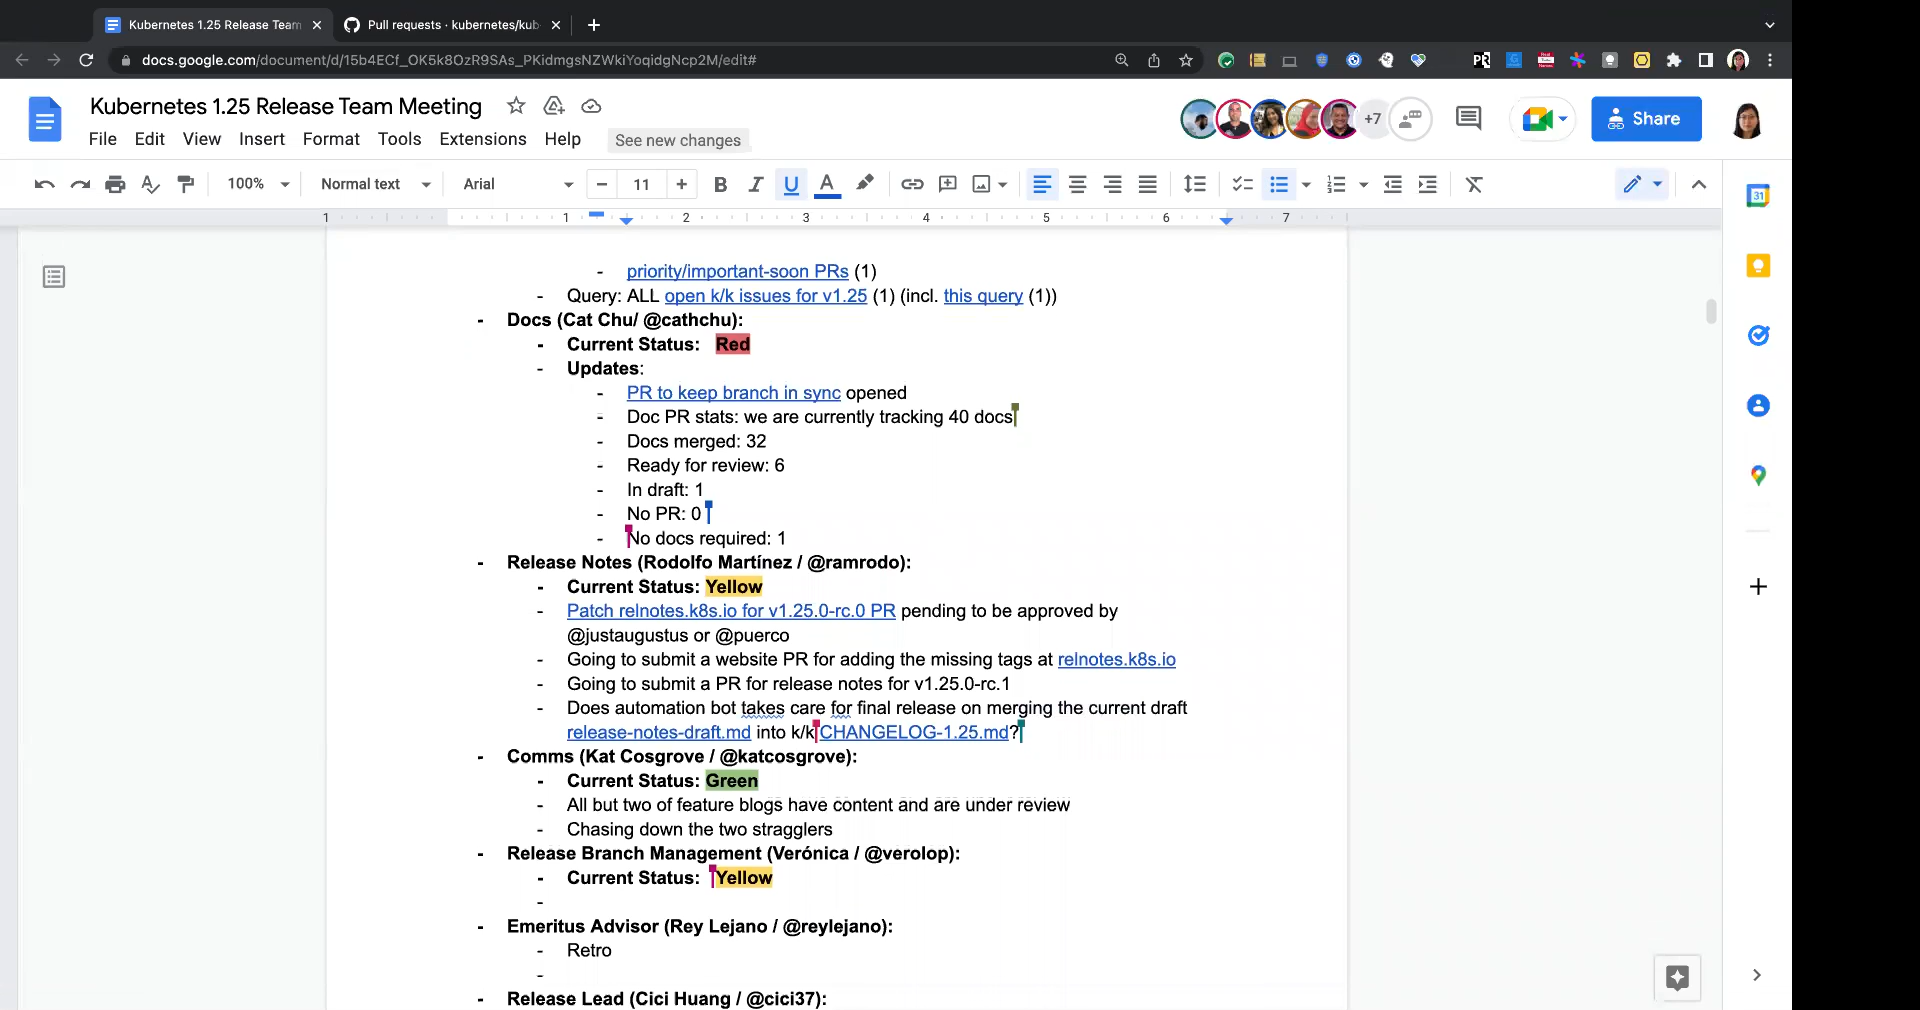 Kubernetes 1.25 Release Team
Pull requests · kubernetes/kub
docs.google.com/document/d/15b4ECf_OK5k8OzR9SAs_PKidmgsNZWkiYoqidgNcp2M/edit#
Kubernetes 1.25 Release Team Meeting
File Edit View Insert Format Tools Extensions Help See new changes
+7
Share
100% Normal text Arial 11
1 1 2 3 4 5 6 7
- priority/important-soon PRs (1)
- Query: ALL open k/k issues for v1.25 (1) (incl. this query (1))
- Docs (Cat Chu/ @cathchu):
- Current Status: Red
- Updates:
- PR to keep branch in sync opened
- Doc PR stats: we are currently tracking 40 docs
- Docs merged: 32
- Ready for review: 6
- In draft: 1
- No PR: 0
- No docs required: 1
- Release Notes (Rodolfo Martínez / @ramrodo):
- Current Status: Yellow
- Patch relnotes.k8s.io for v1.25.0-rc.0 PR pending to be approved by
@justaugustus or @puerco
- Going to submit a website PR for adding the missing tags at relnotes.k8s.io
- Going to submit a PR for release notes for v1.25.0-rc.1
- Does automation bot takes care for final release on merging the current draft
release-notes-draft.md into k/k CHANGELOG-1.25.md?
- Comms (Kat Cosgrove / @katcosgrove):
- Current Status: Green
- All but two of feature blogs have content and are under review
- Chasing down the two stragglers
- Release Branch Management (Verónica / @verolop):
- Current Status: Yellow
-
- Emeritus Advisor (Rey Lejano / @reylejano):
- Retro
-
- Release Lead (Cici Huang / @cici37):